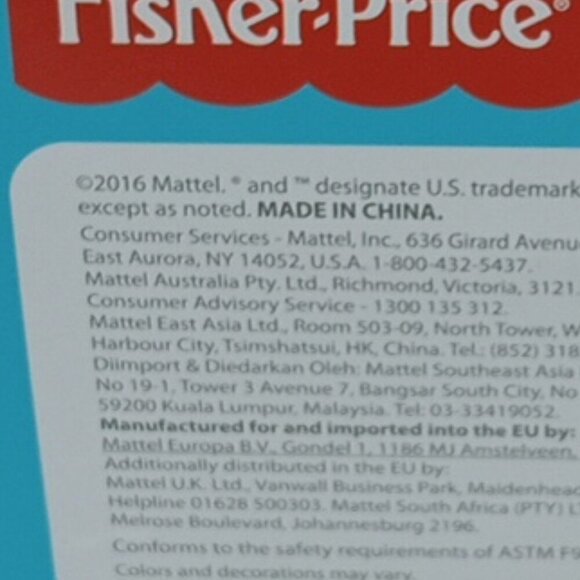 Fisher-Price®
©2016 Mattel. ® and ™ designate U.S. trademark
except as noted. MADE IN CHINA.
Consumer Services - Mattel, Inc., 636 Girard Avenu
East Aurora, NY 14052, U.S.A. 1-800-432-5437.
Mattel Australia Pty. Ltd., Richmond, Victoria, 3121.
Consumer Advisory Service - 1300 135 312.
Mattel East Asia Ltd., Room 503-09, North Tower, W
Harbour City, Tsimshatsui, HK, China. Tel.: (852) 318
Diimport & Diedarkan Oleh: Mattel Southeast Asia
No 19-1, Tower 3 Avenue 7, Bangsar South City, No
59200 Kuala Lumpur, Malaysia. Tel: 03-33419052.
Manufactured for and imported into the EU by:
Mattel Europa B.V., Gondel 1, 1186 MJ Amstelveen,
Additionally distributed in the EU by:
Mattel U.K. Ltd., Vanwall Business Park, Maidenhead
Helpline 01628 500303. Mattel South Africa (PTY) L
Melrose Boulevard, Johannesburg 2196.
Conforms to the safety requirements of ASTM F9
Colors and decorations may vary.